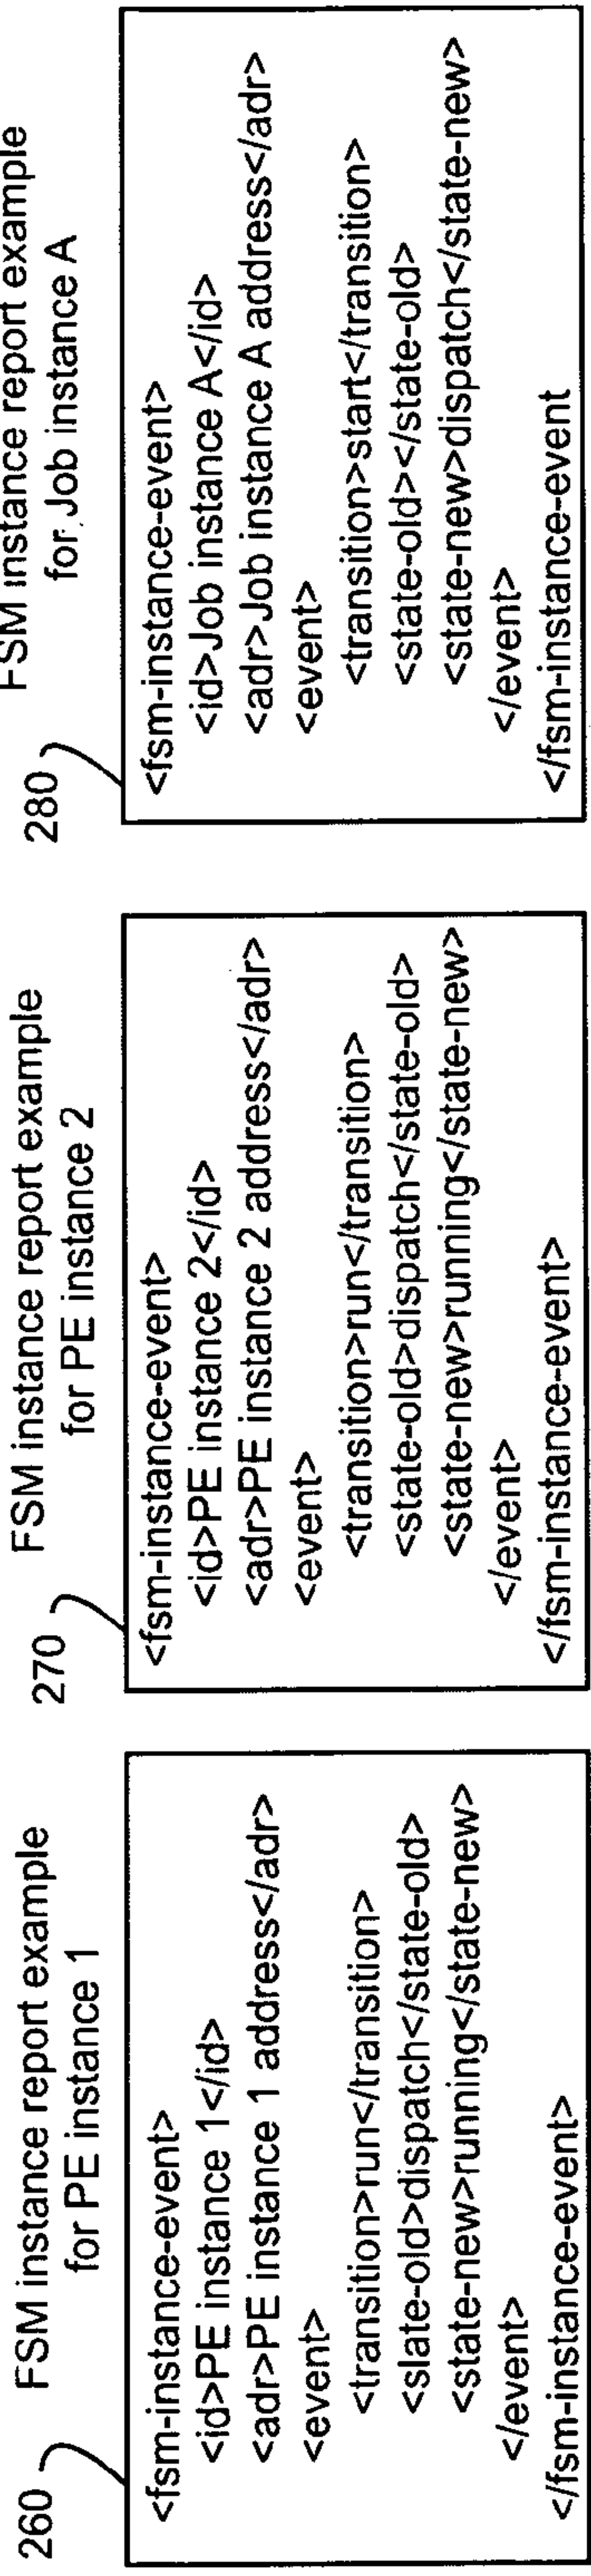 260
FSM instance report example
for PE instance 1
<fsm-instance-event>
<id>PE instance 1</id>
<adr>PE instance 1 address</adr>
<event>
<transition>run</transition>
<slate-old>dispatch</state-old>
<state-new>running</state-new>
</event>
</fsm-instance-event>
270
FSM instance report example
for PE instance 2
<fsm-instance-event>
<id>PE instance 2</id>
<adr>PE instance 2 address</adr>
<event>
<transition>run</transition>
<state-old>dispatch</state-old>
<state-new>running</state-new>
</event>
</fsm-instance-event>
280
FSM instance report example
for Job instance A
<fsm-instance-event>
<id>Job instance A</id>
<adr>Job instance A address</adr>
<event>
<transition>start</transition>
<state-old></state-old>
<state-new>dispatch</state-new>
</event>
</fsm-instance-event